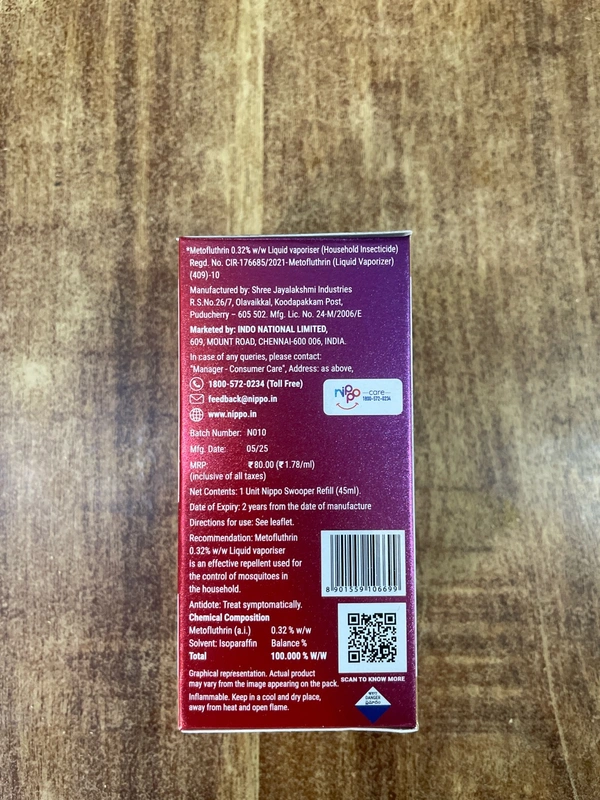 *Metofluthrin 0.32% w/w Liquid vaporiser (Household Insecticide)
Regd. No. CIR-176685/2021-Metofluthrin (Liquid Vaporizer)
(409)-10
Manufactured by: Shree Jayalakshmi Industries
R.S.No.26/7, Olavaikkal, Koodapakkam Post,
Puducherry – 605 502. Mfg. Lic. No. 24-M/2006/E
Marketed by: INDO NATIONAL LIMITED,
609, MOUNT ROAD, CHENNAI-600 006, INDIA.
In case of any queries, please contact:
"Manager - Consumer Care", Address: as above,
1800-572-0234 (Toll Free)
feedback@nippo.in
www.nippo.in
nippo care
1800-572-0234
Batch Number: N010
Mfg. Date: 05/25
MRP: ₹80.00 (₹1.78/ml)
(inclusive of all taxes)
Net Contents: 1 Unit Nippo Swooper Refill (45ml).
Date of Expiry: 2 years from the date of manufacture
Directions for use: See leaflet.
Recommendation: Metofluthrin
0.32% w/w Liquid vaporiser
is an effective repellent used for
the control of mosquitoes in
the household.
8 901559 106699
Antidote: Treat symptomatically.
Chemical Composition
Metofluthrin (a.i.) 0.32 % w/w
Solvent: Isoparaffin Balance %
Total 100.000 % W/W
Graphical representation. Actual product
may vary from the image appearing on the pack.
SCAN TO KNOW MORE
Inflammable. Keep in a cool and dry place,
away from heat and open flame.
DANGER